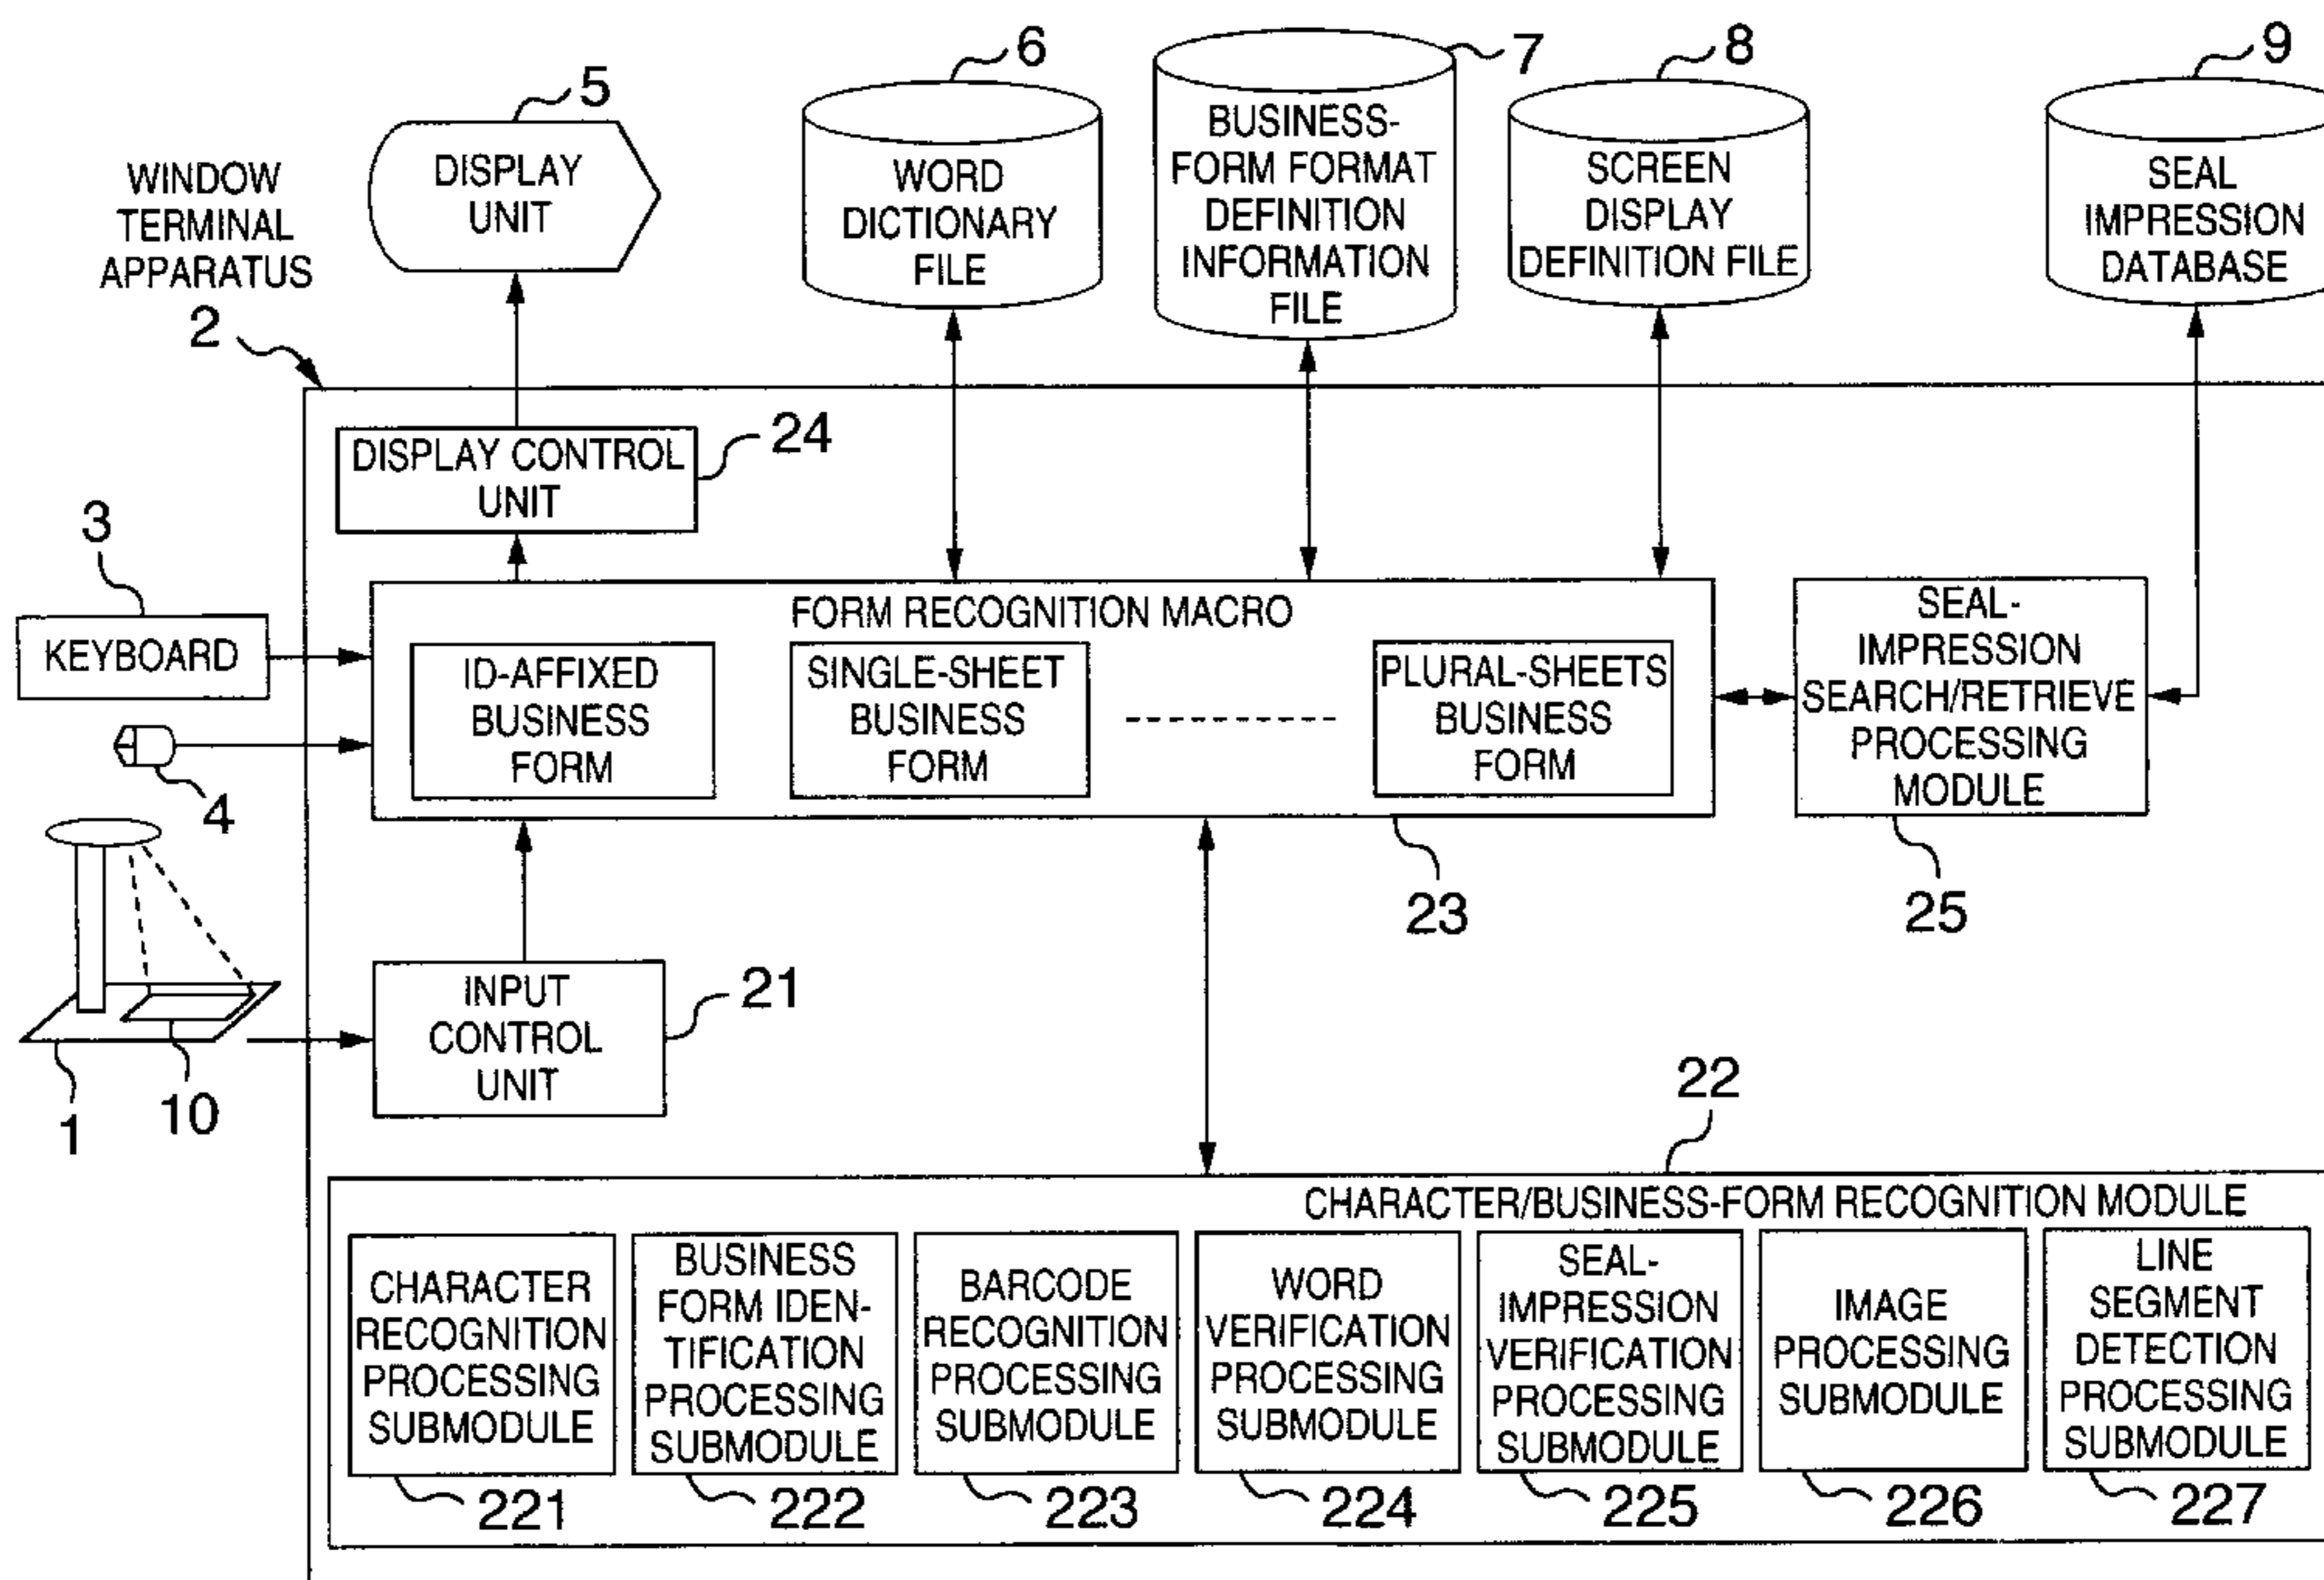 6
7
8
9
5
WINDOW
TERMINAL
APPARATUS
2
DISPLAY
UNIT
WORD
DICTIONARY
FILE
BUSINESS-
FORM FORMAT
DEFINITION
INFORMATION
FILE
SCREEN
DISPLAY
DEFINITION FILE
SEAL
IMPRESSION
DATABASE
DISPLAY CONTROL
UNIT
24
3
KEYBOARD
4
FORM RECOGNITION MACRO
ID-AFFIXED
BUSINESS
FORM
SINGLE-SHEET
BUSINESS
FORM
PLURAL-SHEETS
BUSINESS
FORM
23
SEAL-
IMPRESSION
SEARCH/RETRIEVE
PROCESSING
MODULE
25
1
10
INPUT
CONTROL
UNIT
21
22
CHARACTER/BUSINESS-FORM RECOGNITION MODULE
CHARACTER
RECOGNITION
PROCESSING
SUBMODULE
221
BUSINESS
FORM IDEN-
TIFICATION
PROCESSING
SUBMODULE
222
BARCODE
RECOGNITION
PROCESSING
SUBMODULE
223
WORD
VERIFICATION
PROCESSING
SUBMODULE
224
SEAL-
IMPRESSION
VERIFICATION
PROCESSING
SUBMODULE
225
IMAGE
PROCESSING
SUBMODULE
226
LINE
SEGMENT
DETECTION
PROCESSING
SUBMODULE
227